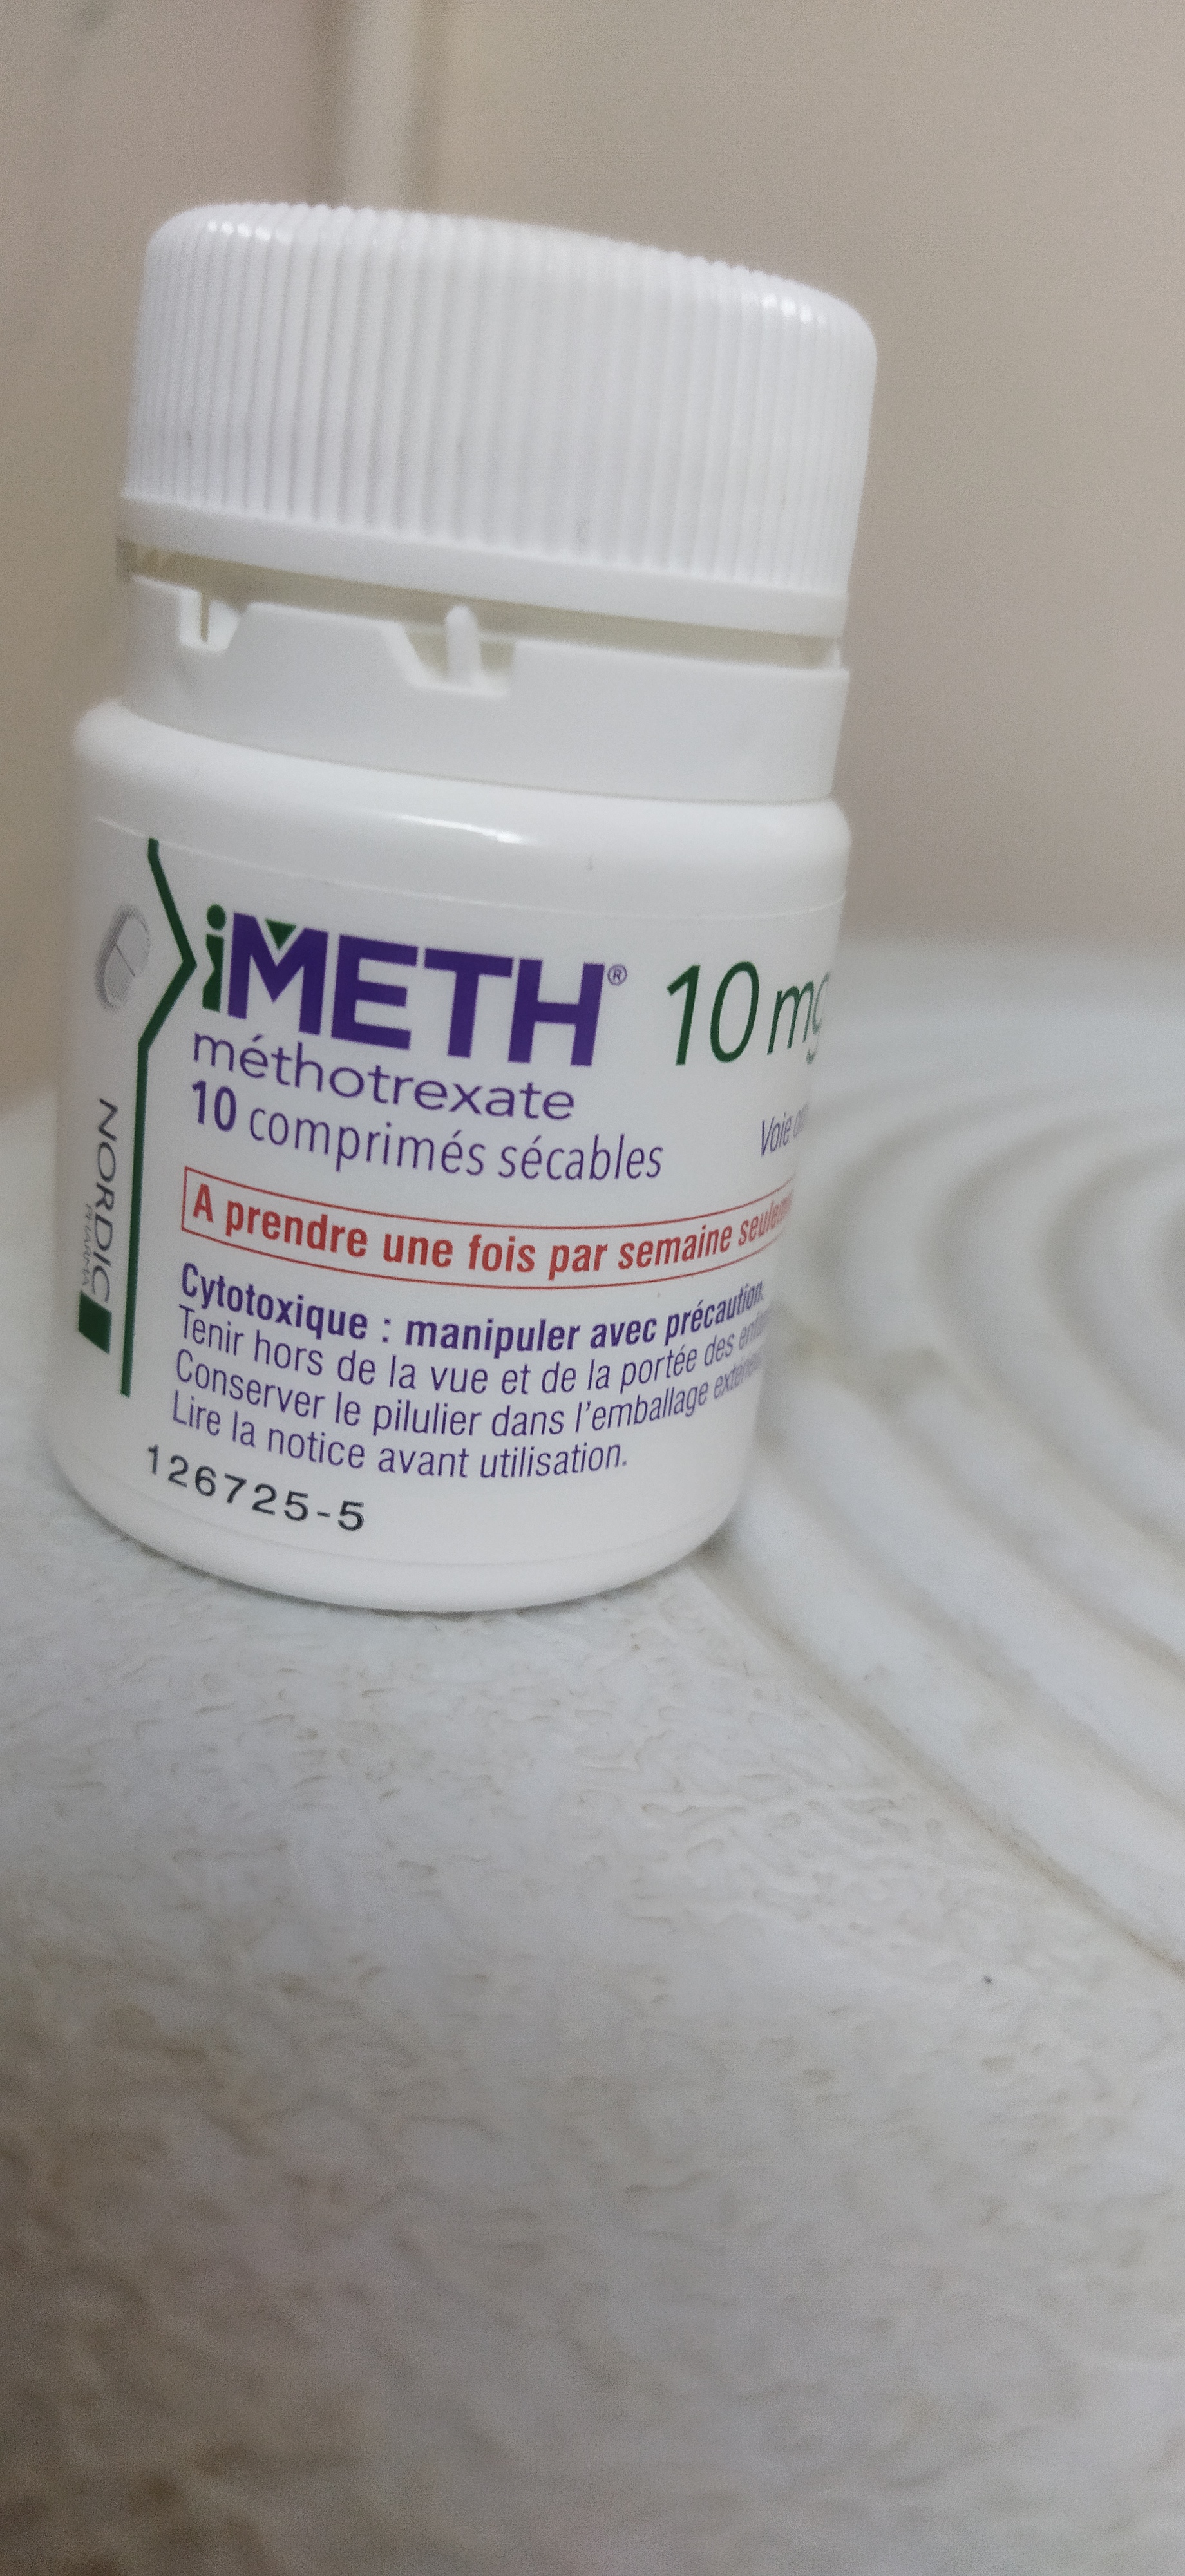 iMETH® 10 mg
méthotrexate
10 comprimés sécables
Voie
A prendre une fois par semaine
Cytotoxique : manipuler avec précaution.
Tenir hors de la vue et de la portée des
Conserver le pilulier dans l'emballage
Lire la notice avant utilisation.
126725-5
NORDIC
PHARMA